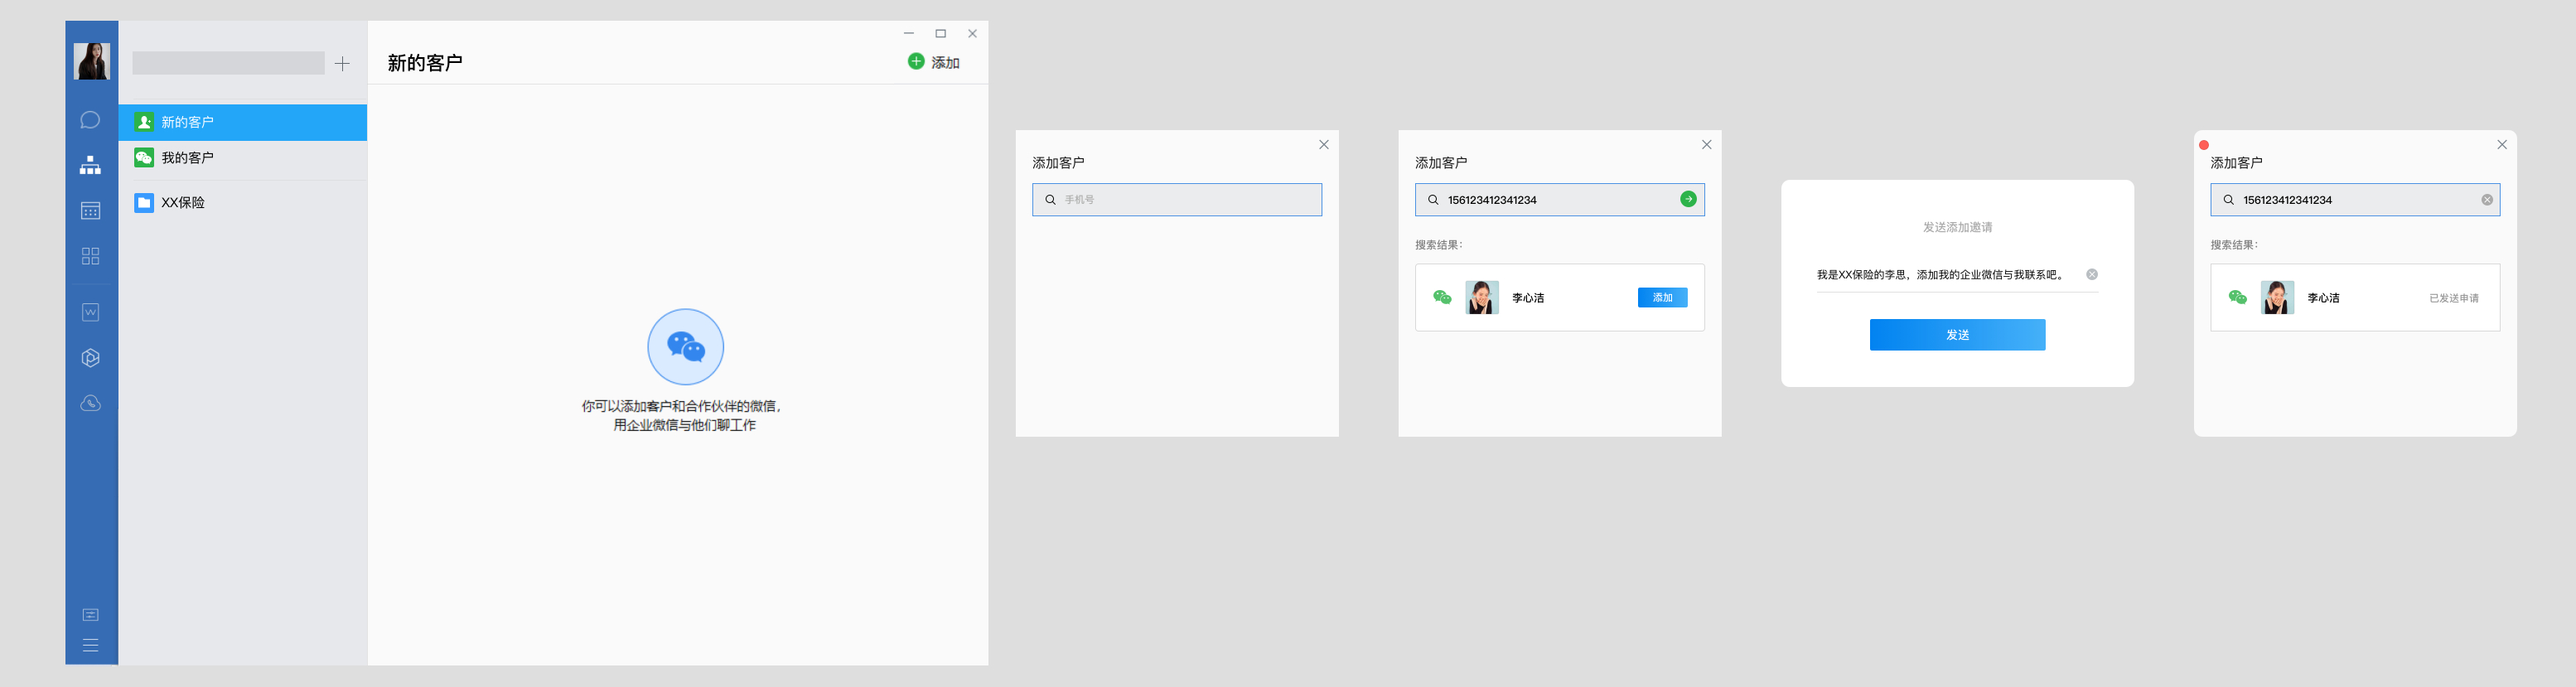 新的客户
添加
新的客户
我的客户
XX保险
你可以添加客户和合作伙伴的微信，
用企业微信与他们聊工作
添加客户
手机号
添加客户
156123412341234
搜索结果：
李心洁
添加
发送添加邀请
我是XX保险的李思，添加我的企业微信与我联系吧。
发送
添加客户
156123412341234
搜索结果：
李心洁
已发送申请